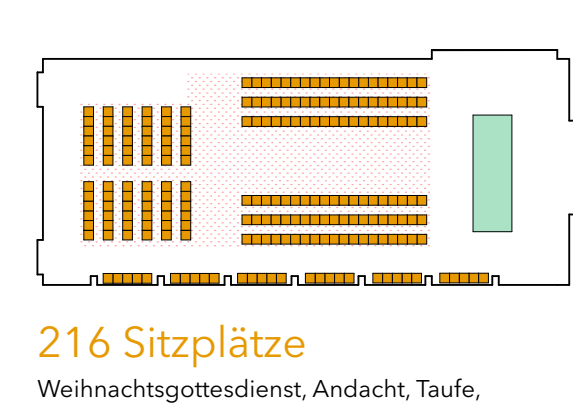 216 Sitzplätze
Weihnachtsgottesdienst, Andacht, Taufe,